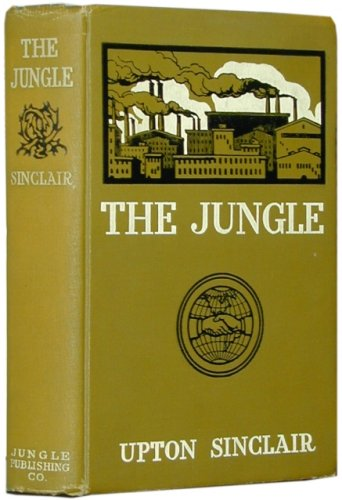 THE
JUNGLE
SINCLAIR
JUNGLE
PUBLISHING
CO.
THE JUNGLE
UPTON SINCLAIR